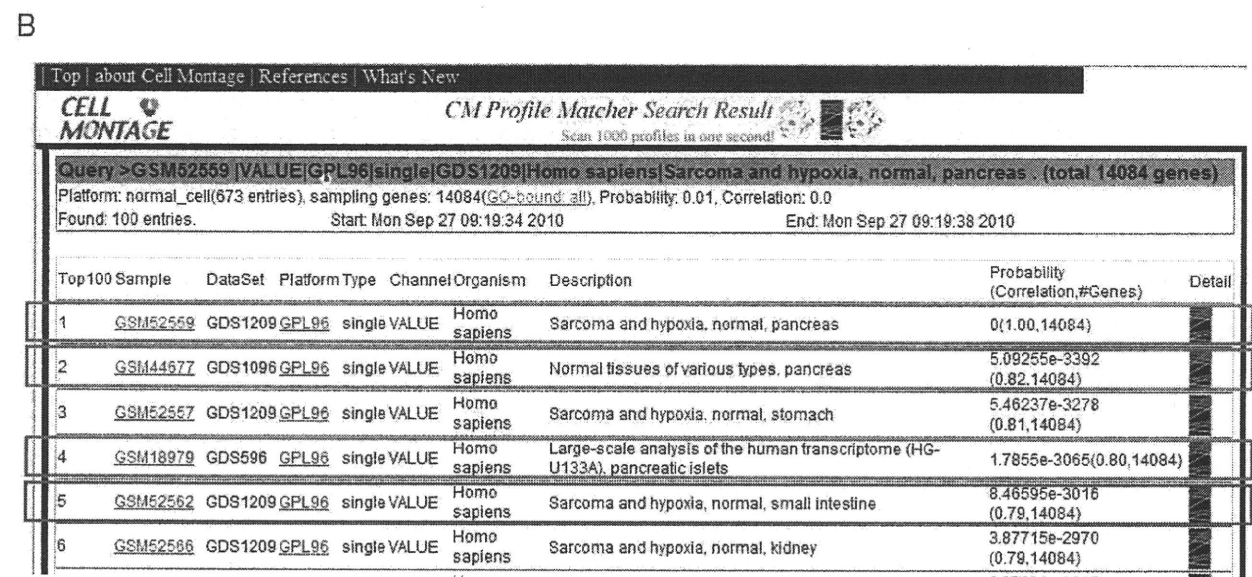 B
| Top | about Cell Montage | References | What's New
CELL MONTAGE
CM Profile Matcher Search Result
Scan 1000 profiles in one second!
Query >GSM52559 |VALUE|GPL96|single|GDS1209|Homo sapiens|Sarcoma and hypoxia, normal, pancreas . (total 14084 genes)
Platform: normal_cell(673 entries), sampling genes: 14084(GO-bound: all), Probability: 0.01, Correlation: 0.0
Found: 100 entries. Start: Mon Sep 27 09:19:34 2010 End: Mon Sep 27 09:19:38 2010
Top100 Sample DataSet Platform Type Channel Organism Description Probability (Correlation,#Genes) Detail
1 GSM52559 GDS1209 GPL96 single VALUE Homo sapiens Sarcoma and hypoxia, normal, pancreas 0(1.00,14084)
2 GSM44677 GDS1096 GPL96 single VALUE Homo sapiens Normal tissues of various types, pancreas 5.09255e-3392 (0.82,14084)
3 GSM52557 GDS1209 GPL96 single VALUE Homo sapiens Sarcoma and hypoxia, normal, stomach 5.46237e-3278 (0.81,14084)
4 GSM18979 GDS596 GPL96 single VALUE Homo sapiens Large-scale analysis of the human transcriptome (HG-U133A), pancreatic islets 1.7855e-3065(0.80,14084)
5 GSM52562 GDS1209 GPL96 single VALUE Homo sapiens Sarcoma and hypoxia, normal, small intestine 8.46595e-3016 (0.79,14084)
6 GSM52566 GDS1209 GPL96 single VALUE Homo sapiens Sarcoma and hypoxia, normal, kidney 3.87715e-2970 (0.79,14084)